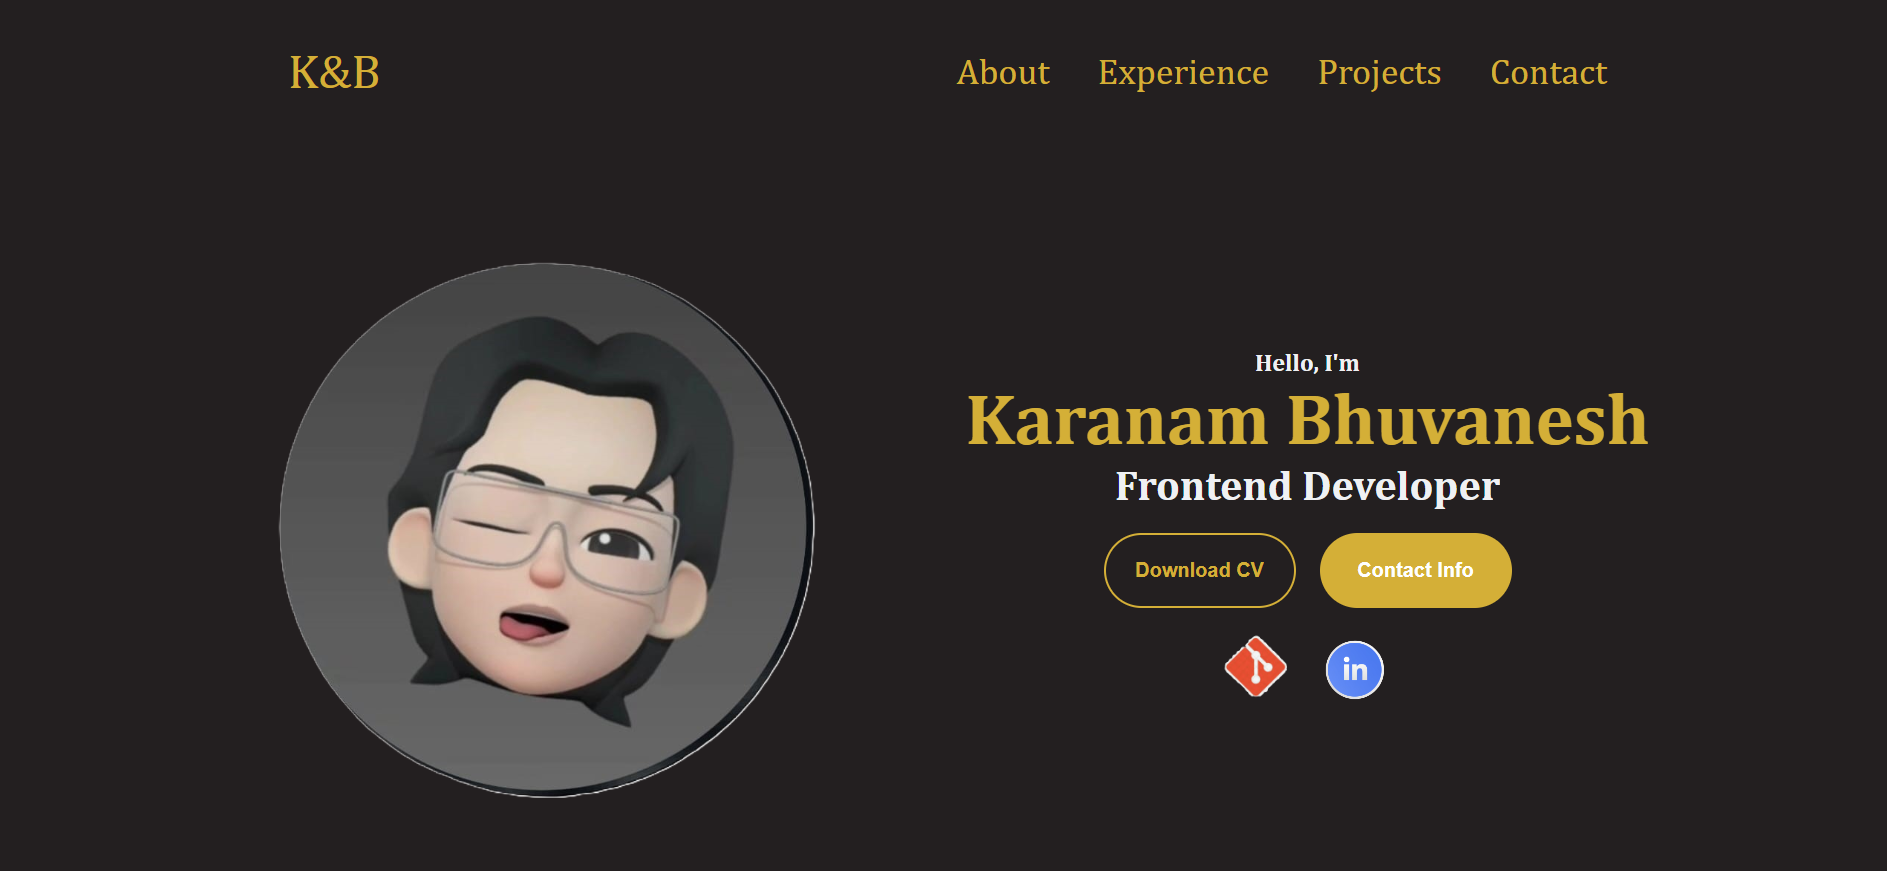 K&B
About Experience Projects Contact
Hello, I'm
Karanam Bhuvanesh
Frontend Developer
Download CV
Contact Info
in